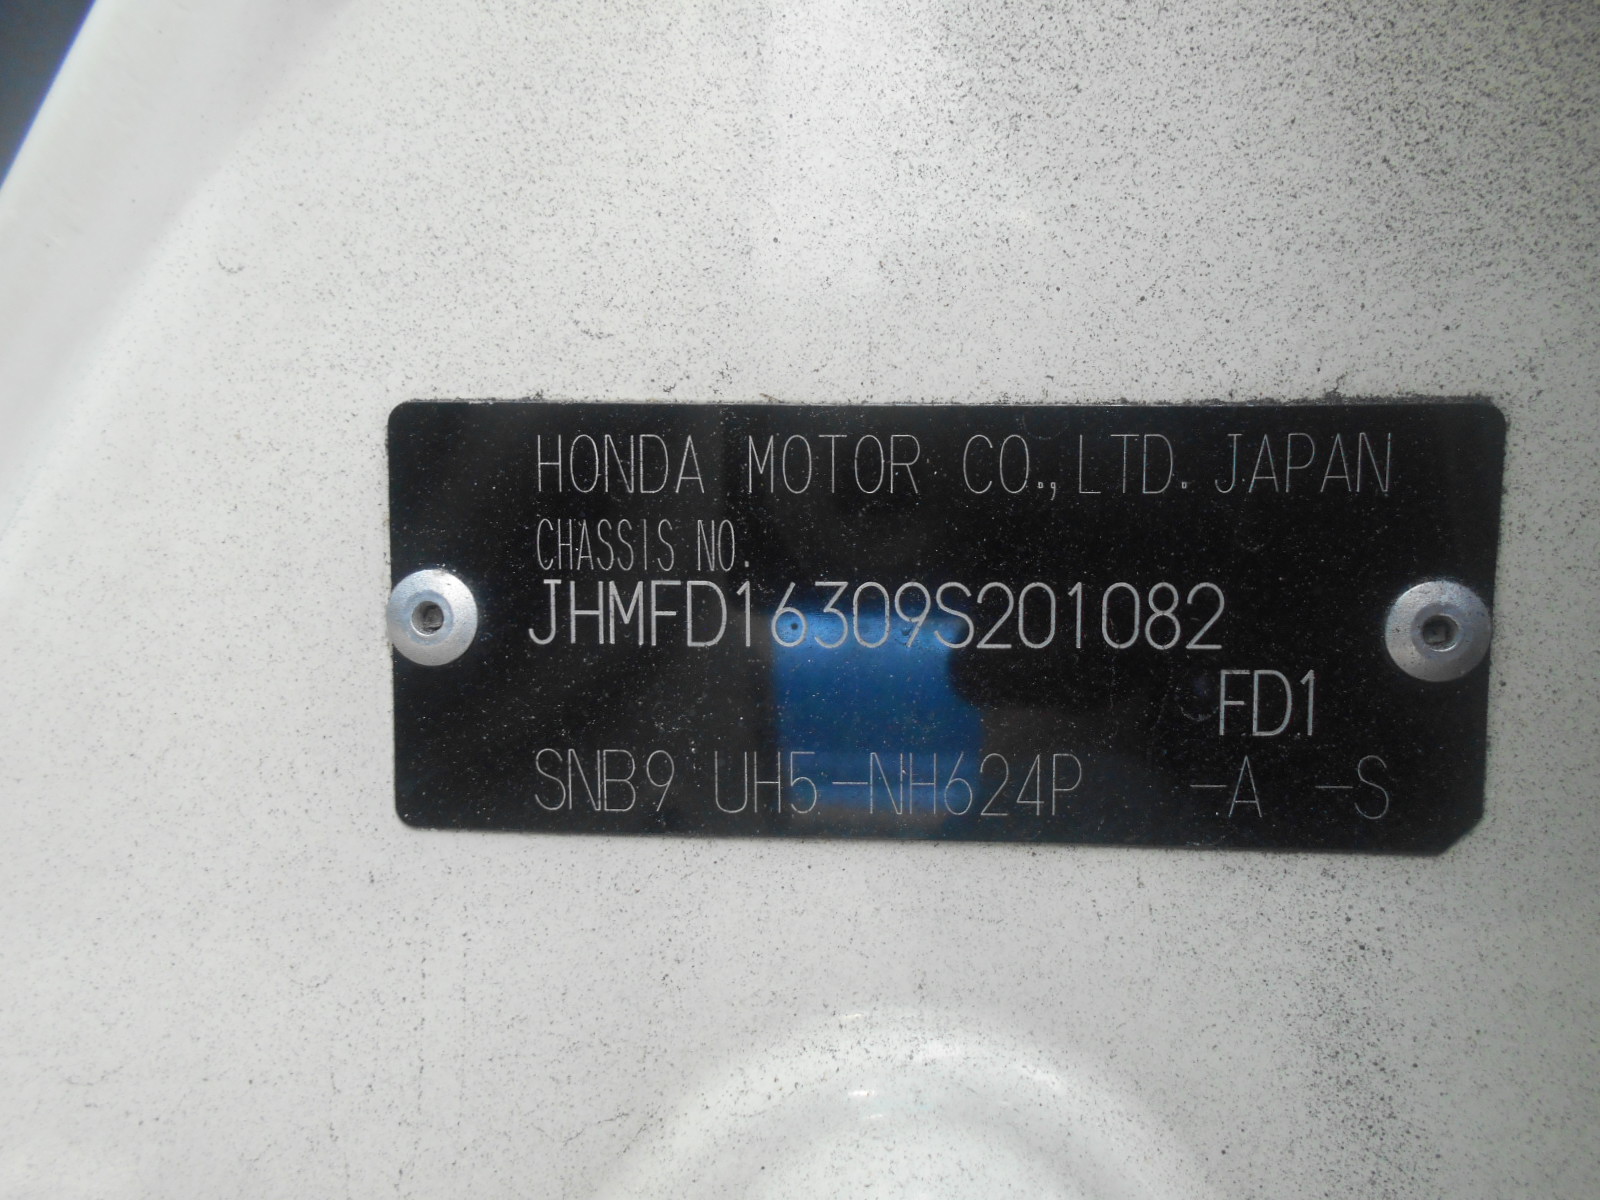 HONDA MOTOR CO.,LTD. JAPAN
CHASSIS NO.
JHMFD16309S201082
FD1
SNB9 UH5-NH624P -A -S